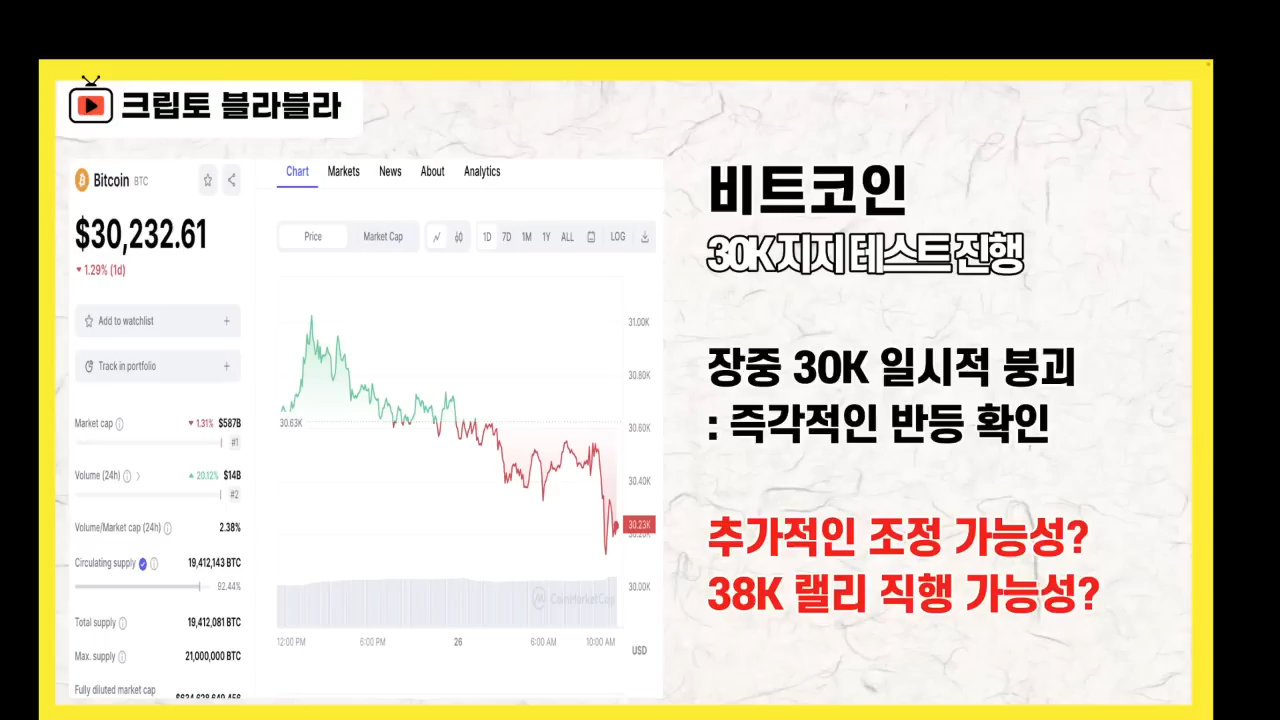 크립토 블라블라
Bitcoin BTC
$30,232.61
1.29% (1d)
Add to watchlist
Track in portfolio
Market cap 1.31% $587B
#1
Volume (24h) 20.12% $14B
#2
Volume/Market cap (24h) 2.38%
Circulating supply 19,412,143 BTC
92.44%
Total supply 19,412,081 BTC
Max. supply 21,000,000 BTC
Fully diluted market cap
Chart Markets News About Analytics
Price Market Cap 1D 7D 1M 1Y ALL LOG
31.00K
30.80K
30.63K
30.60K
30.40K
30.23K
30.00K
CoinMarketCap
12:00 PM 6:00 PM 26 6:00 AM 10:00 AM
USD
비트코인
30K 지지 테스트 진행
장중 30K 일시적 붕괴
: 즉각적인 반등 확인
추가적인 조정 가능성?
38K 랠리 직행 가능성?